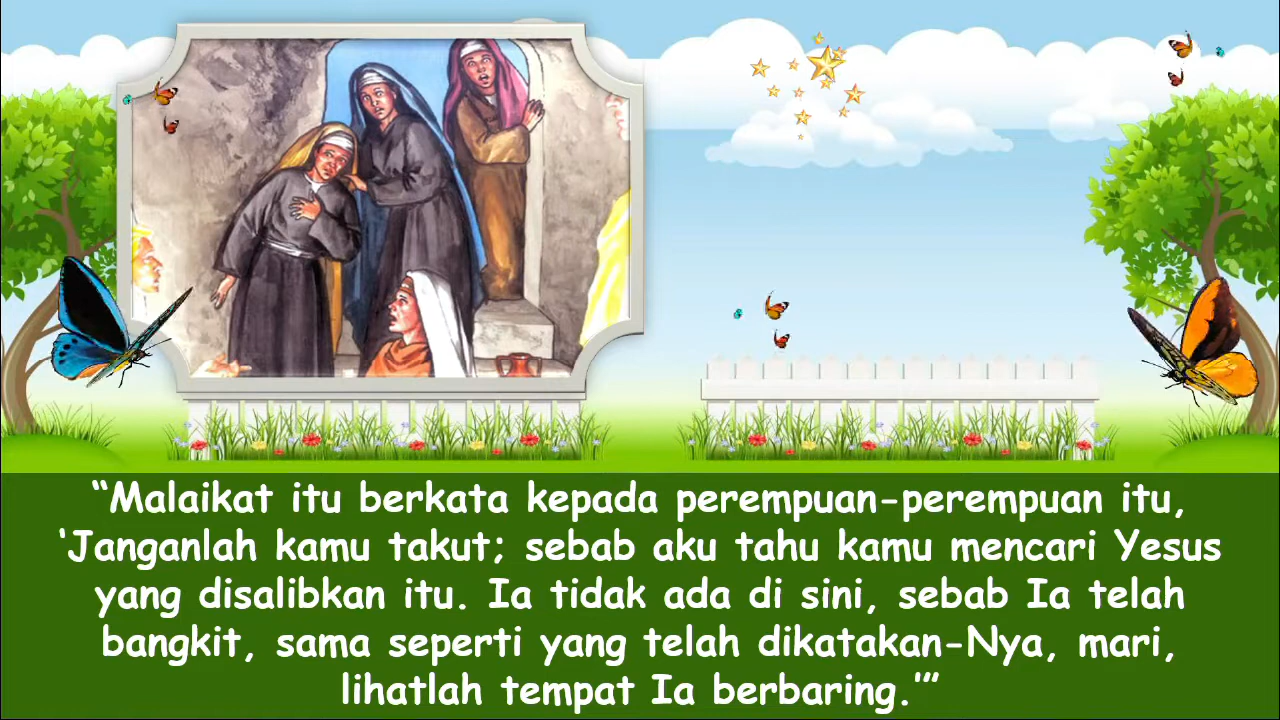 “Malaikat itu berkata kepada perempuan-perempuan itu,
‘Janganlah kamu takut; sebab aku tahu kamu mencari Yesus
yang disalibkan itu. Ia tidak ada di sini, sebab Ia telah
bangkit, sama seperti yang telah dikatakan-Nya, mari,
lihatlah tempat Ia berbaring.’”